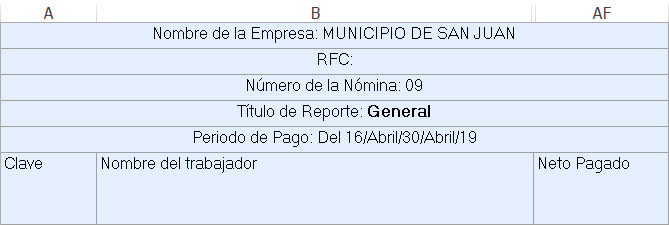 A B AF
Nombre de la Empresa: MUNICIPIO DE SAN JUAN
RFC:
Número de la Nómina: 09
Título de Reporte: General
Periodo de Pago: Del 16/Abril/30/Abril/19
Clave Nombre del trabajador Neto Pagado